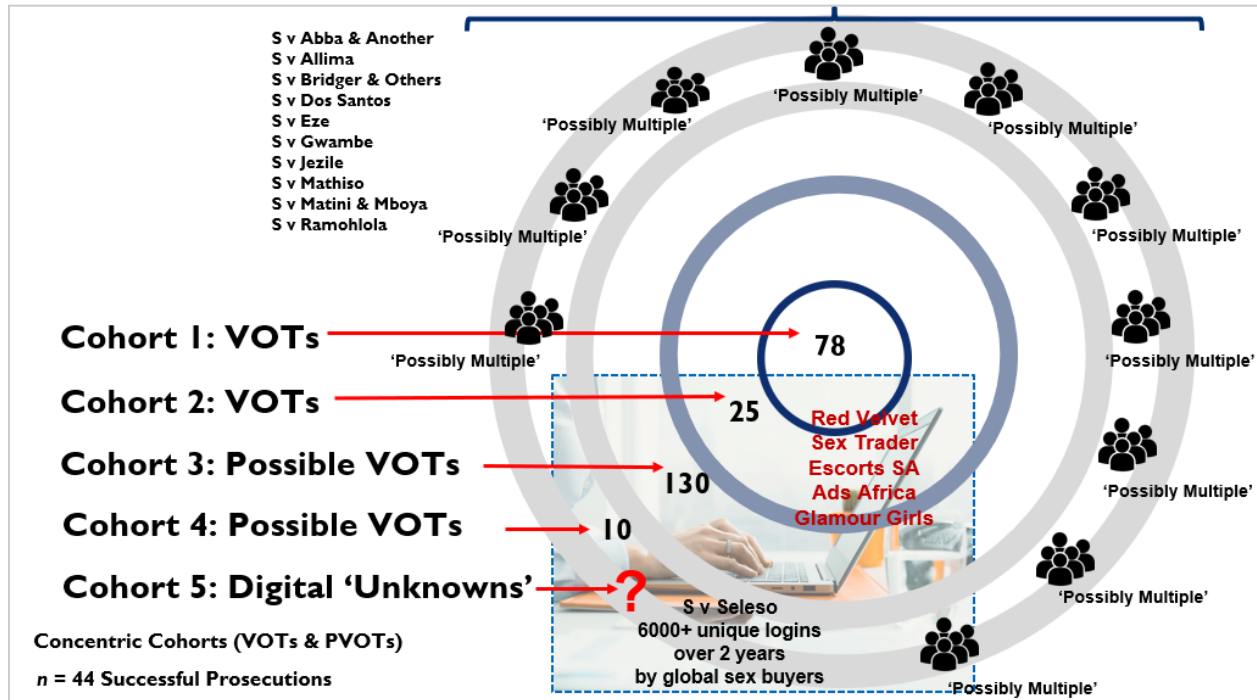 S v Abba & Another
S v Allima
S v Bridger & Others
S v Dos Santos
S v Eze
S v Gwambe
S v Jezile
S v Mathiso
S v Matini & Mboya
S v Ramohlola
‘Possibly Multiple’
‘Possibly Multiple’
‘Possibly Multiple’
‘Possibly Multiple’
‘Possibly Multiple’
‘Possibly Multiple’
‘Possibly Multiple’
‘Possibly Multiple’
‘Possibly Multiple’
‘Possibly Multiple’
‘Possibly Multiple’
Cohort 1: VOTs
78
Cohort 2: VOTs
25
Cohort 3: Possible VOTs
130
Cohort 4: Possible VOTs
10
Cohort 5: Digital ‘Unknowns’
?
Red Velvet
Sex Trader
Escorts SA
Ads Africa
Glamour Girls
S v Seleso
6000+ unique logins
over 2 years
by global sex buyers
Concentric Cohorts (VOTs & PVOTs)
n = 44 Successful Prosecutions